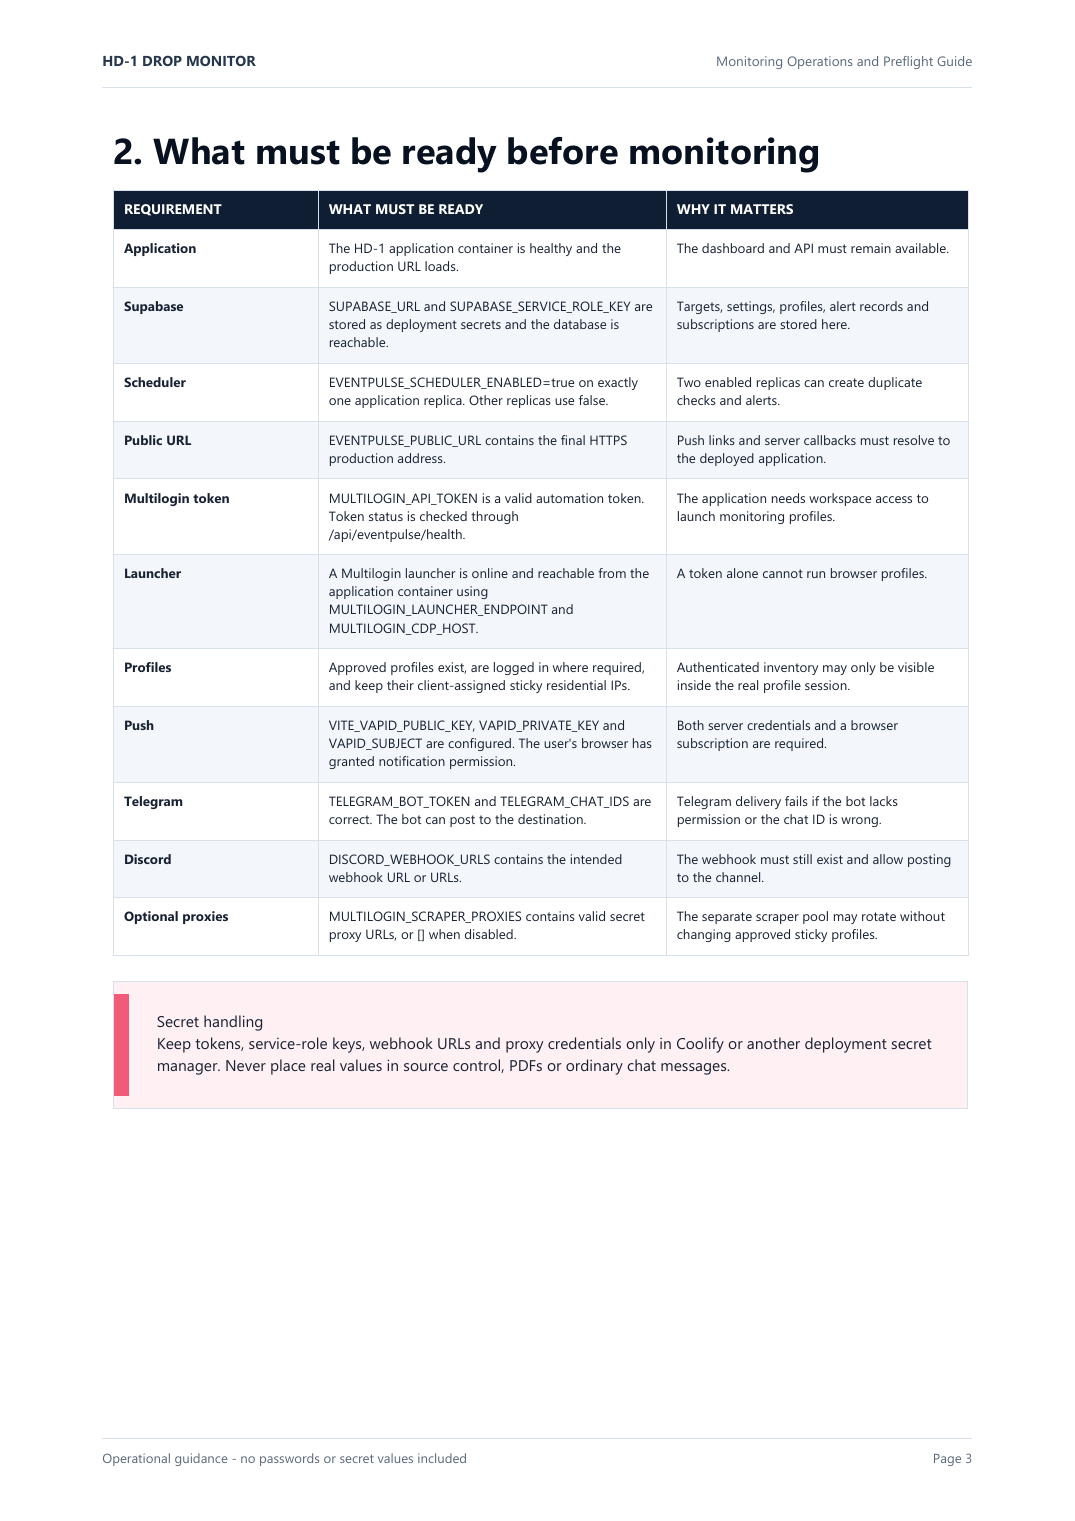 HD-1 DROP MONITOR
Monitoring Operations and Preflight Guide
2. What must be ready before monitoring
REQUIREMENT
WHAT MUST BE READY
WHY IT MATTERS
Application
The HD-1 application container is healthy and the
production URL loads.
The dashboard and API must remain available.
Supabase
SUPABASE_URL and SUPABASE_SERVICE_ROLE_KEY are
stored as deployment secrets and the database is
reachable.
Targets, settings, profiles, alert records and
subscriptions are stored here.
Scheduler
EVENTPULSE_SCHEDULER_ENABLED=true on exactly
one application replica. Other replicas use false.
Two enabled replicas can create duplicate
checks and alerts.
Public URL
EVENTPULSE_PUBLIC_URL contains the final HTTPS
production address.
Push links and server callbacks must resolve to
the deployed application.
Multilogin token
MULTILOGIN_API_TOKEN is a valid automation token.
Token status is checked through
/api/eventpulse/health.
The application needs workspace access to
launch monitoring profiles.
Launcher
A Multilogin launcher is online and reachable from the
application container using
MULTILOGIN_LAUNCHER_ENDPOINT and
MULTILOGIN_CDP_HOST.
A token alone cannot run browser profiles.
Profiles
Approved profiles exist, are logged in where required,
and keep their client-assigned sticky residential IPs.
Authenticated inventory may only be visible
inside the real profile session.
Push
VITE_VAPID_PUBLIC_KEY, VAPID_PRIVATE_KEY and
VAPID_SUBJECT are configured. The user's browser has
granted notification permission.
Both server credentials and a browser
subscription are required.
Telegram
TELEGRAM_BOT_TOKEN and TELEGRAM_CHAT_IDS are
correct. The bot can post to the destination.
Telegram delivery fails if the bot lacks
permission or the chat ID is wrong.
Discord
DISCORD_WEBHOOK_URLS contains the intended
webhook URL or URLs.
The webhook must still exist and allow posting
to the channel.
Optional proxies
MULTILOGIN_SCRAPER_PROXIES contains valid secret
proxy URLs, or [] when disabled.
The separate scraper pool may rotate without
changing approved sticky profiles.
Secret handling
Keep tokens, service-role keys, webhook URLs and proxy credentials only in Coolify or another deployment secret
manager. Never place real values in source control, PDFs or ordinary chat messages.
Operational guidance - no passwords or secret values included
Page 3